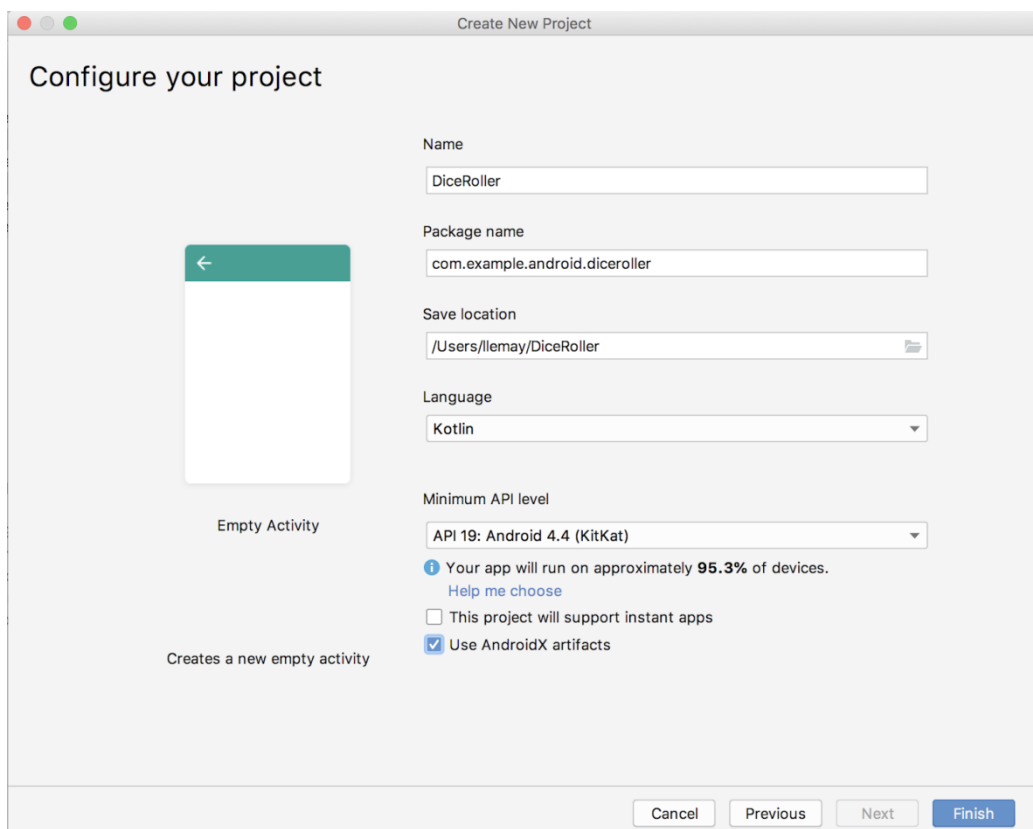 Create New Project
Configure your project
Name
DiceRoller
Package name
com.example.android.diceroller
Save location
/Users/llemay/DiceRoller
Language
Kotlin
Empty Activity
Minimum API level
API 19: Android 4.4 (KitKat)
Your app will run on approximately 95.3% of devices.
Help me choose
This project will support instant apps
Use AndroidX artifacts
Creates a new empty activity
Cancel
Previous
Next
Finish